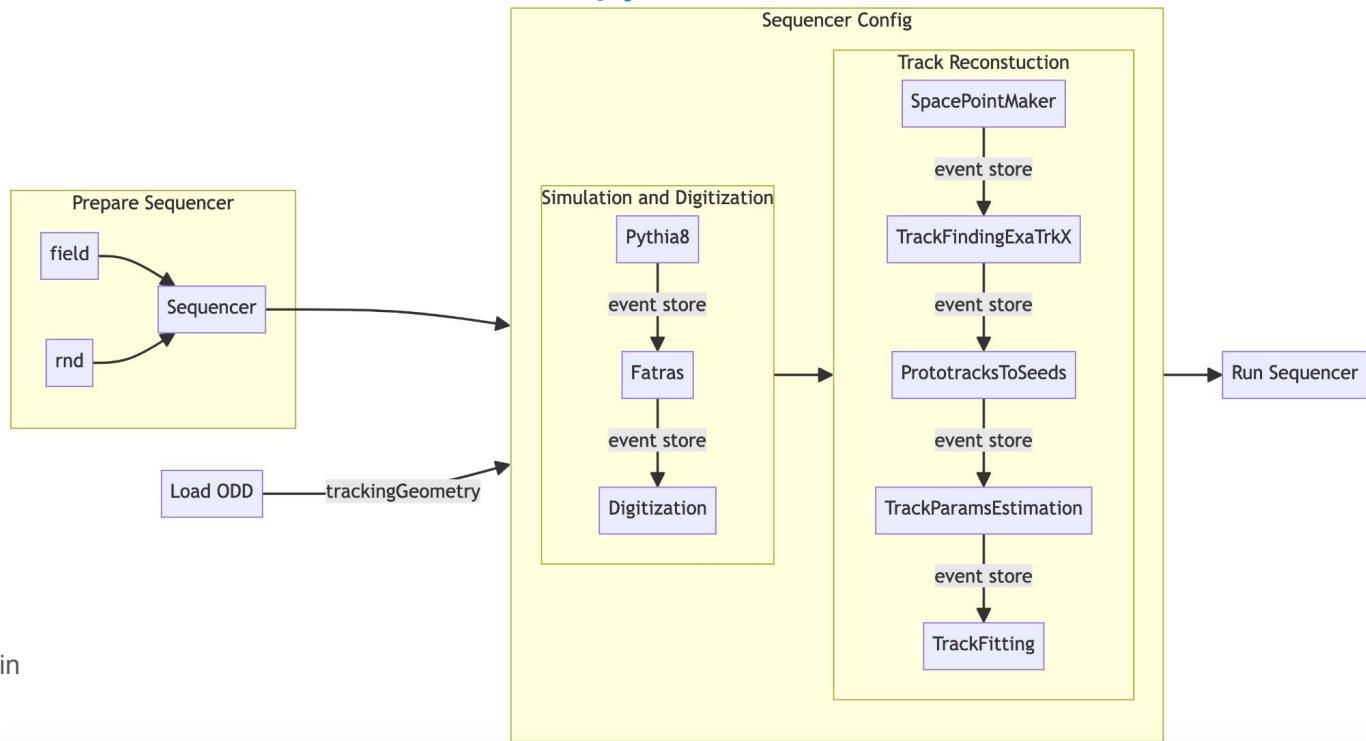 Sequencer Config
Track Reconstuction
SpacePointMaker
event store
TrackFindingExaTrkX
event store
PrototracksToSeeds
event store
TrackParamsEstimation
event store
TrackFitting
Simulation and Digitization
Pythia8
event store
Fatras
event store
Digitization
Prepare Sequencer
field
Sequencer
rnd
Load ODD
trackingGeometry
Run Sequencer
in